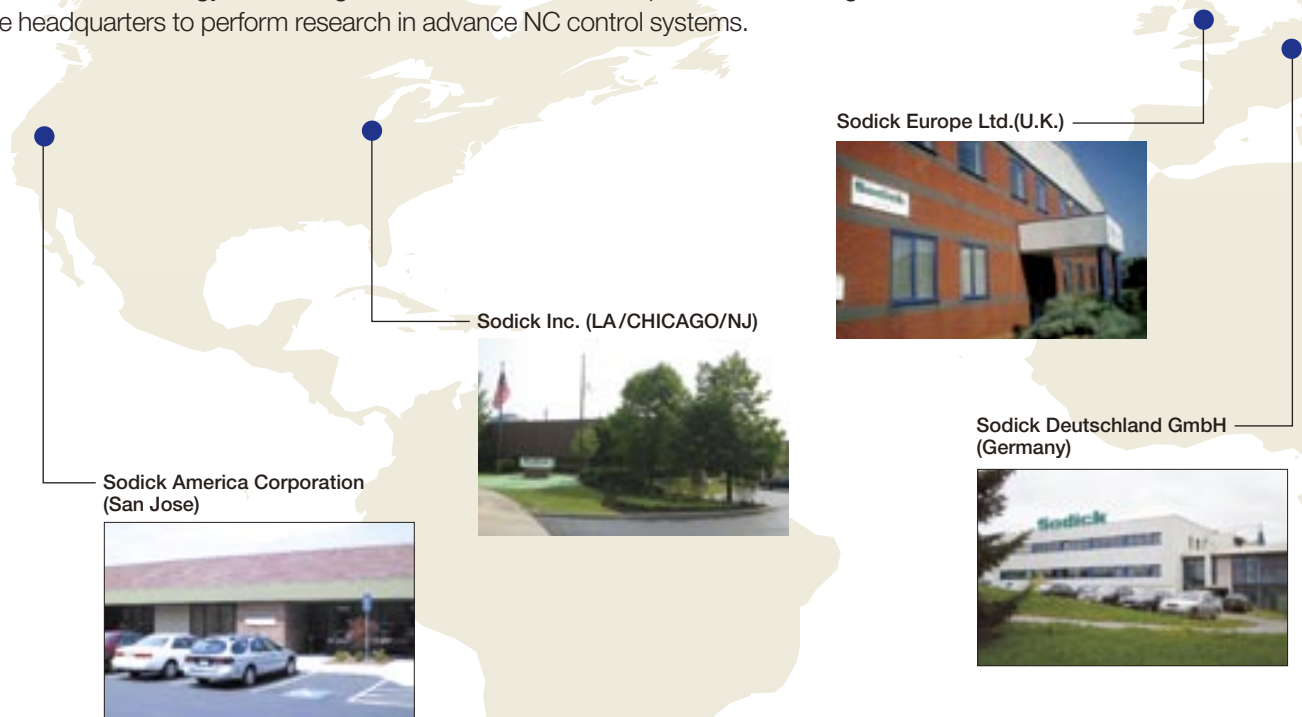 e headquarters to perform research in advance NC control systems.
Sodick Europe Ltd.(U.K.)
Sodick
Sodick Inc. (LA/CHICAGO/NJ)
Sodick Deutschland GmbH
(Germany)
Sodick
Sodick America Corporation
(San Jose)